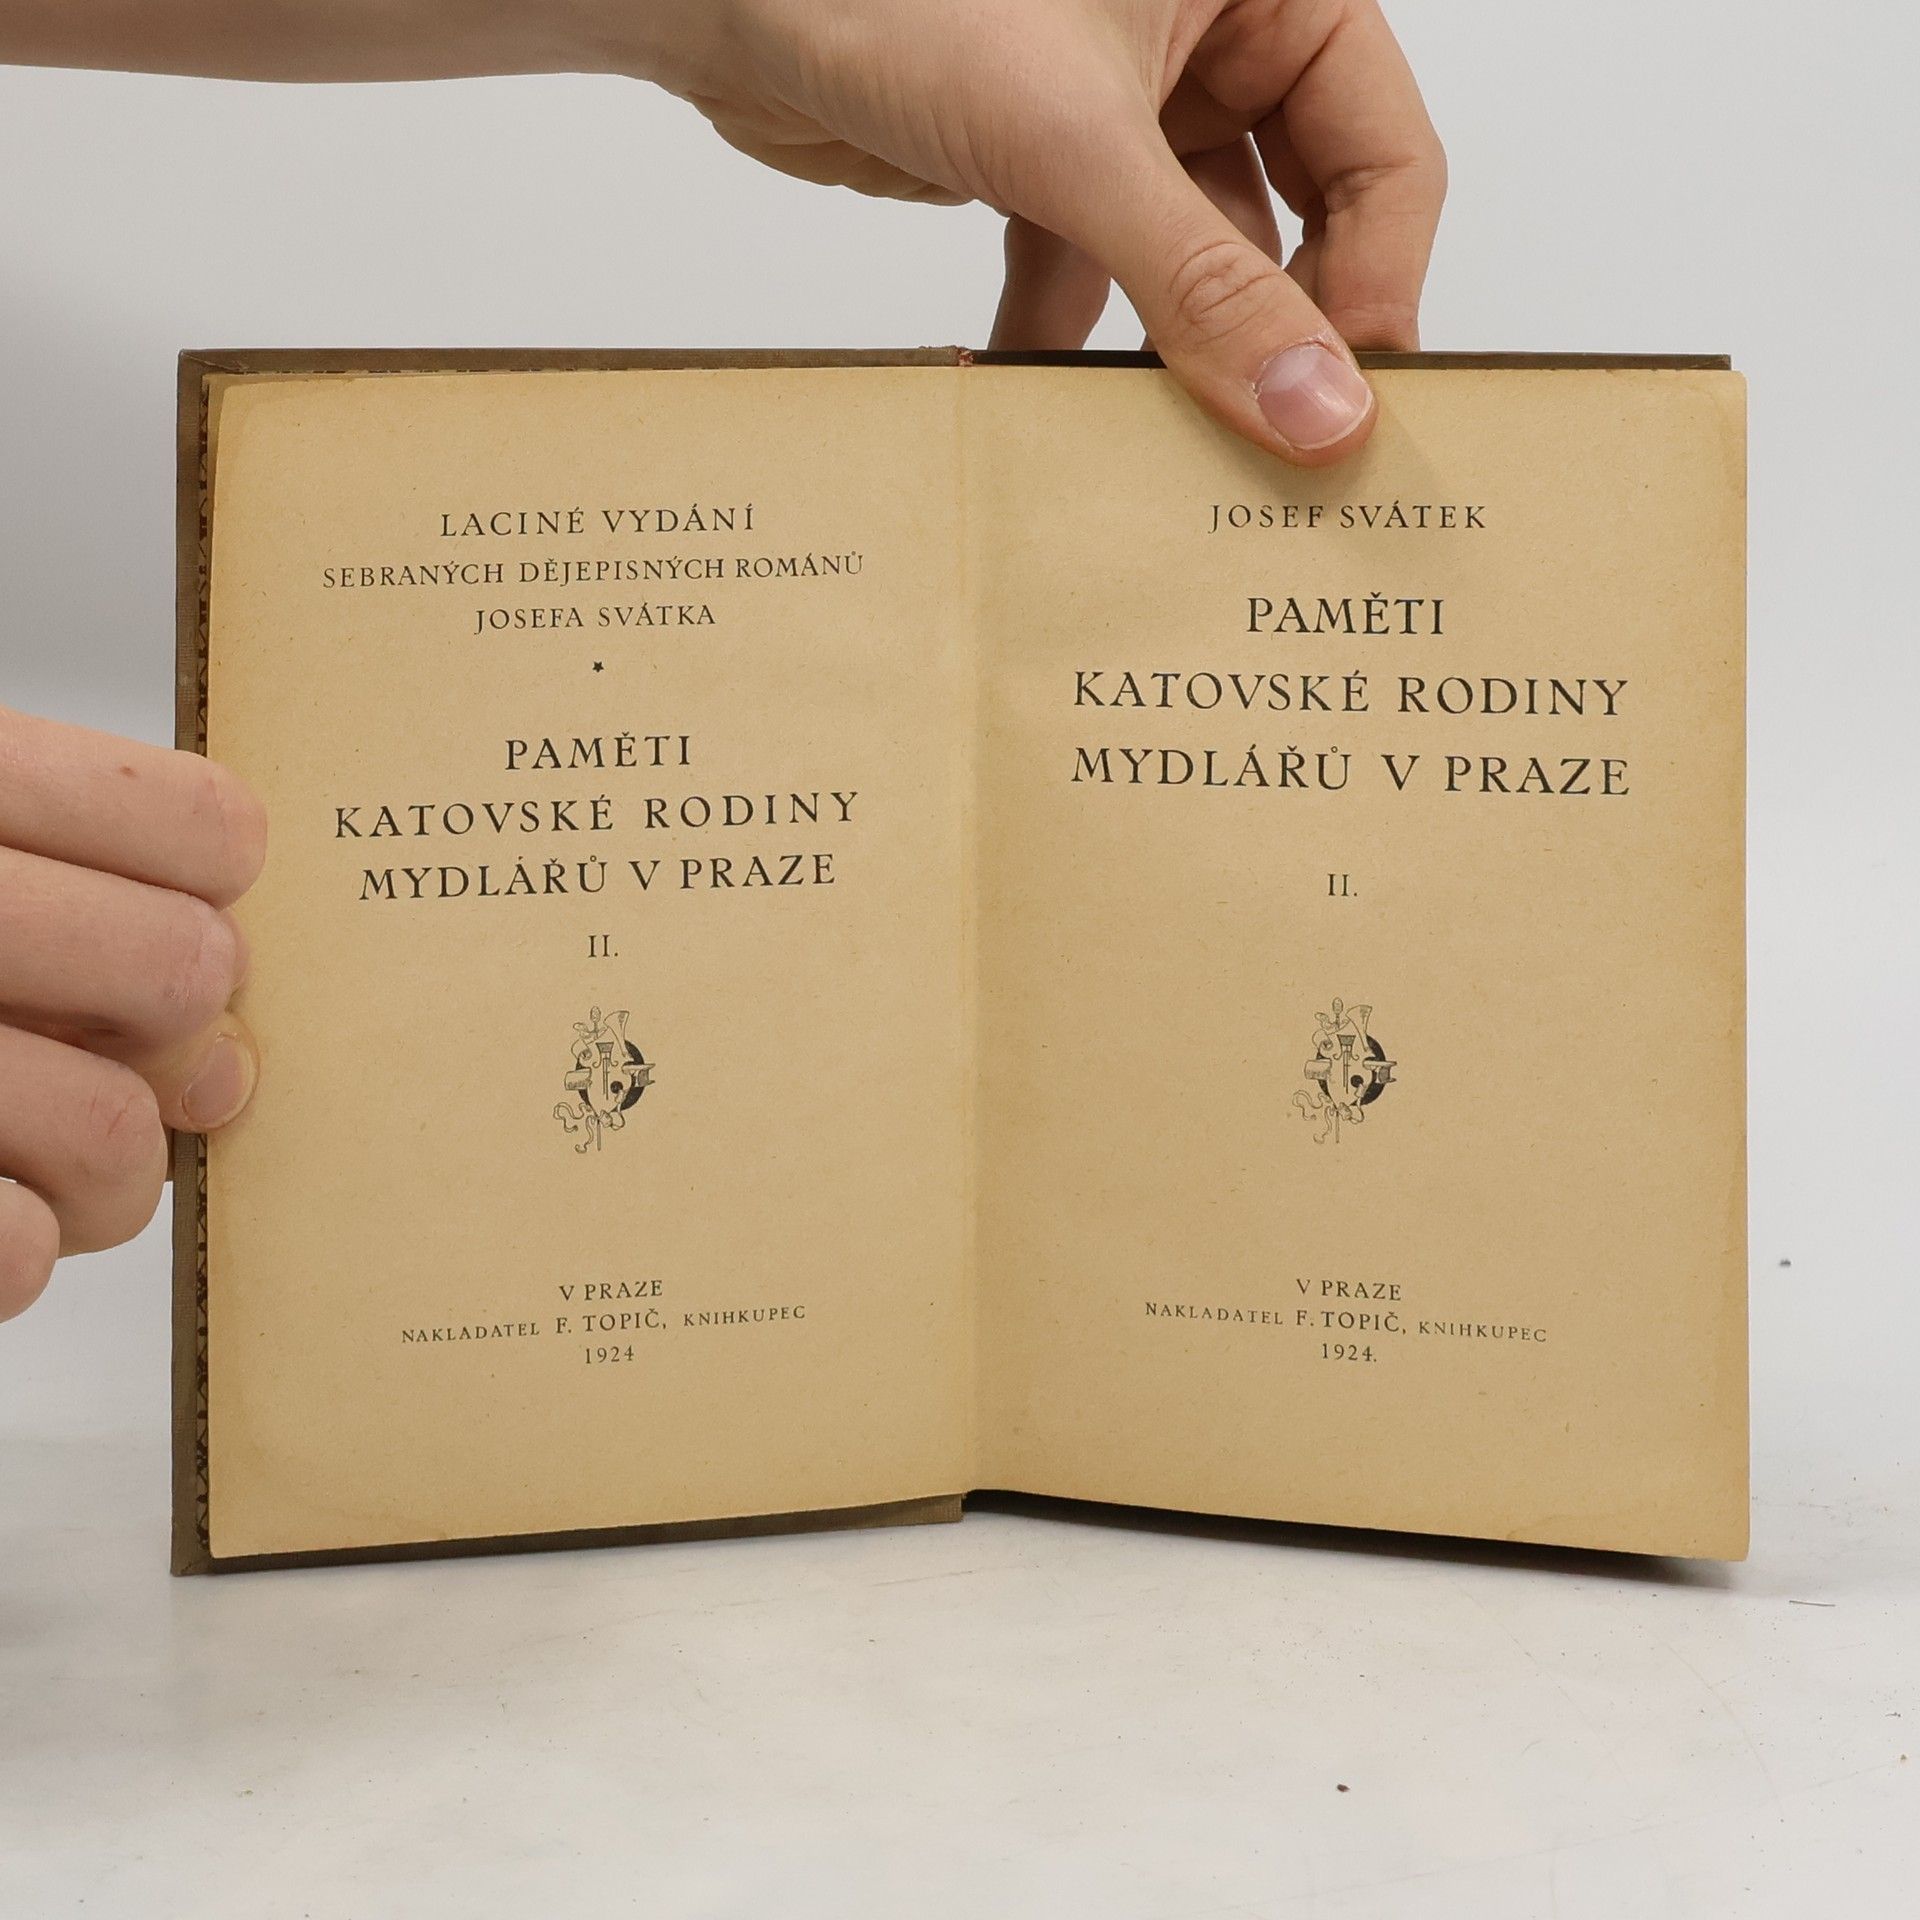 LACINÉ VYDÁNÍ
SEBRANÝCH DĚJEPISNÝCH ROMÁNŮ
JOSEFA SVÁTKA
★
PAMĚTI
KATOVSKÉ RODINY
MYDLÁŘŮ V PRAZE
II.
V PRAZE
NAKLADATEL F. TOPIČ, KNIHKUPEC
1924
JOSEF SVÁTEK
PAMĚTI
KATOVSKÉ RODINY
MYDLÁŘŮ V PRAZE
II.
V PRAZE
NAKLADATEL F. TOPIČ, KNIHKUPEC
1924.